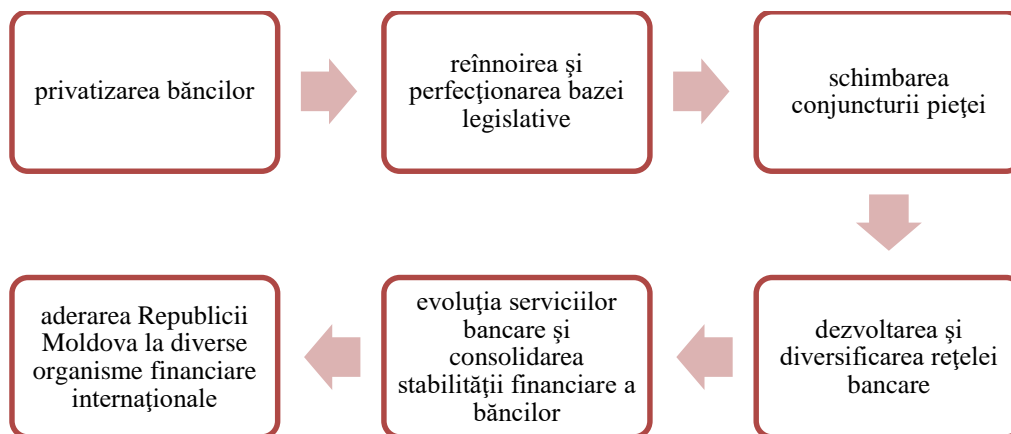 privatizarea băncilor
reînnoirea şi
perfecţionarea bazei
legislative
schimbarea
conjuncturii pieţei
dezvoltarea şi
diversificarea reţelei
bancare
evoluţia serviciilor
bancare şi
consolidarea
stabilităţii financiare a
băncilor
aderarea Republicii
Moldova la diverse
organisme financiare
internaţionale